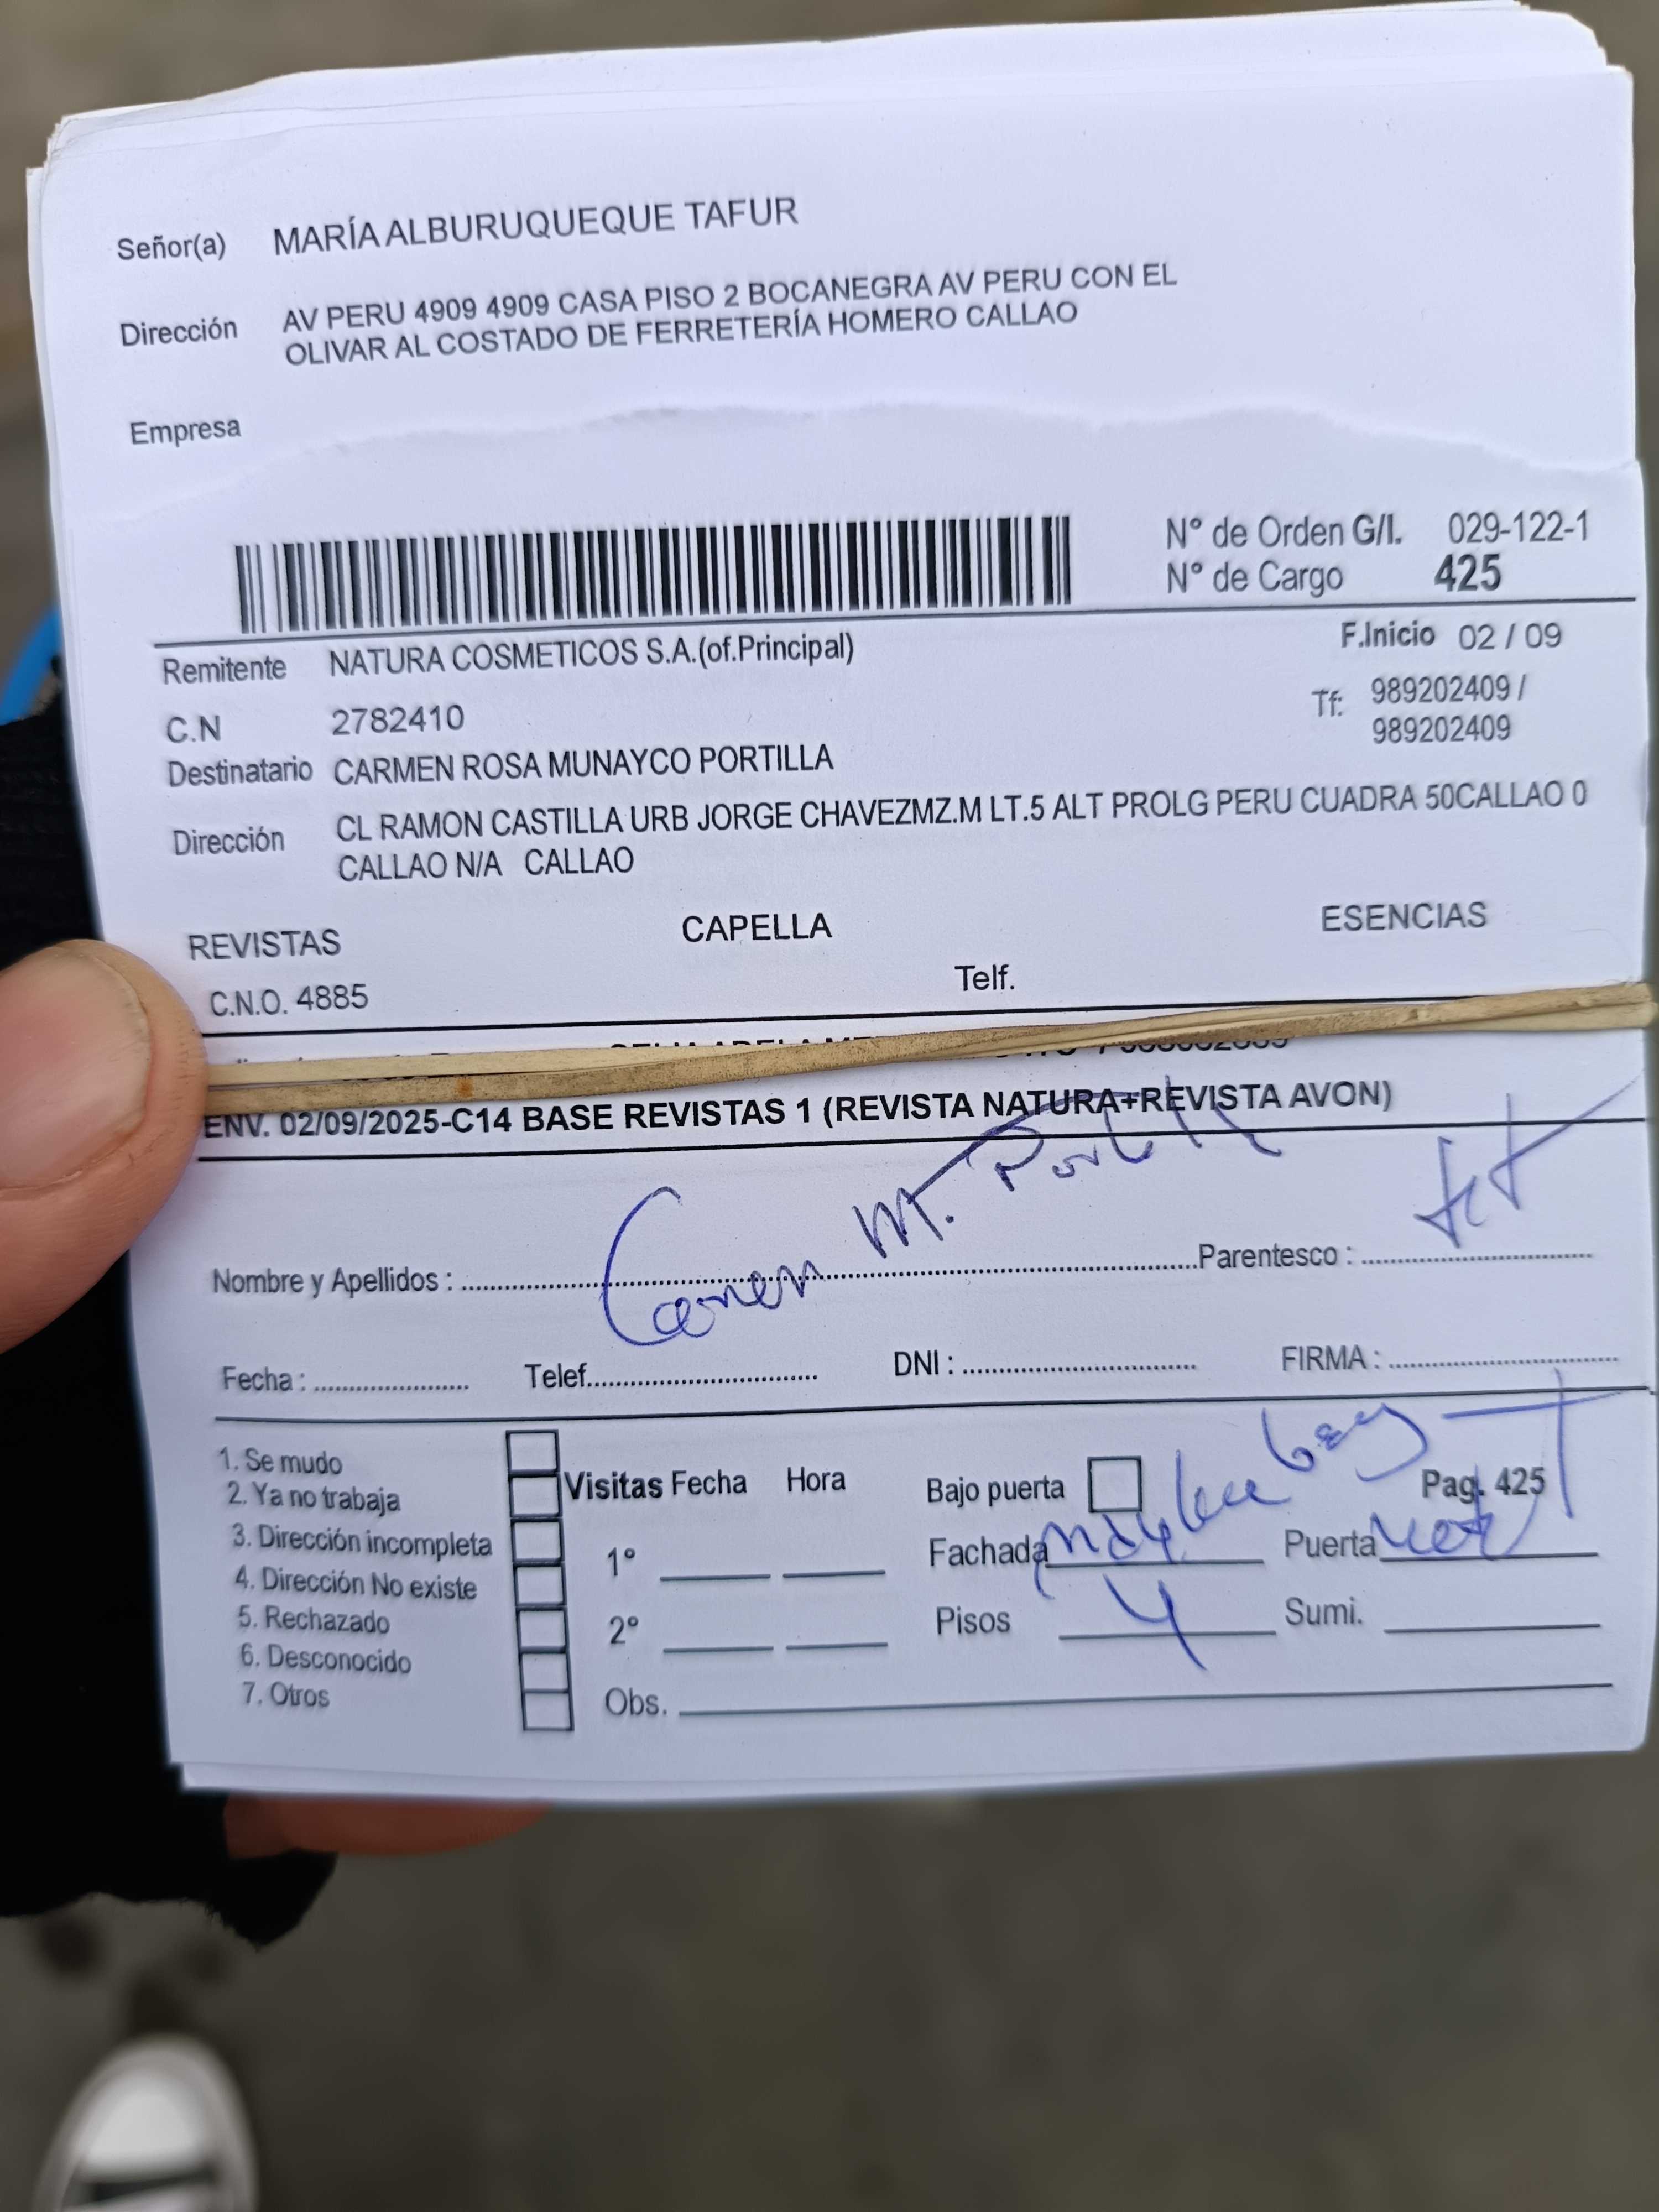 Señor(a) MARÍA ALBURUQUEQUE TAFUR
Dirección AV PERU 4909 4909 CASA PISO 2 BOCANEGRA AV PERU CON EL
OLIVAR AL COSTADO DE FERRETERÍA HOMERO CALLAO
Empresa
N° de Orden G/I. 029-122-1
N° de Cargo 425
Remitente NATURA COSMETICOS S.A.(of.Principal) F.Inicio 02 / 09
C.N 2782410 Tf: 989202409 /
989202409
Destinatario CARMEN ROSA MUNAYCO PORTILLA
Dirección CL RAMON CASTILLA URB JORGE CHAVEZMZ.M LT.5 ALT PROLG PERU CUADRA 50CALLAO 0
CALLAO N/A CALLAO
REVISTAS CAPELLA ESENCIAS
C.N.O. 4885 Telf.
ENV. 02/09/2025-C14 BASE REVISTAS 1 (REVISTA NATURA+REVISTA AVON)
Nombre y Apellidos : Carmen M. Parentesco : tit
Fecha : Telef. DNI : FIRMA :
1. Se mudo
2. Ya no trabaja
3. Dirección incompleta
4. Dirección No existe
5. Rechazado
6. Desconocido
7. Otros
Visitas Fecha Hora
1°
2°
Obs.
Bajo puerta Pag. 425
Fachada Puerta
Pisos 4 Sumi.